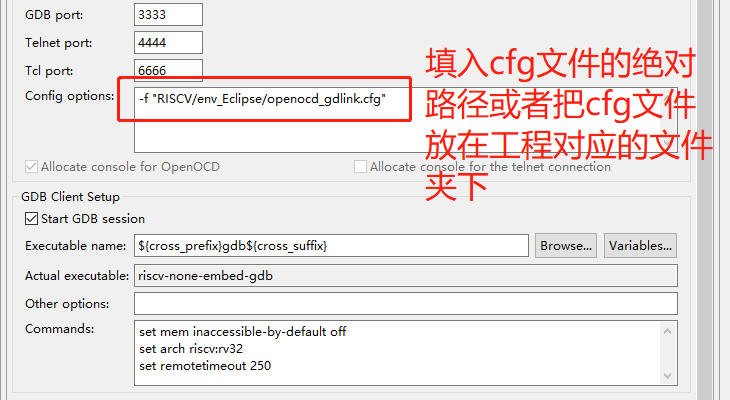 GDB port: 3333
Telnet port: 4444
Tcl port: 6666
Config options: -f "RISCV/env_Eclipse/openocd_gdlink.cfg"
填入cfg文件的绝对
路径或者把cfg文件
放在工程对应的文件
夹下
Allocate console for OpenOCD Allocate console for the telnet connection
GDB Client Setup
Start GDB session
Executable name: ${cross_prefix}gdb${cross_suffix} Browse... Variables...
Actual executable: riscv-none-embed-gdb
Other options:
Commands: set mem inaccessible-by-default off
set arch riscv:rv32
set remotetimeout 250